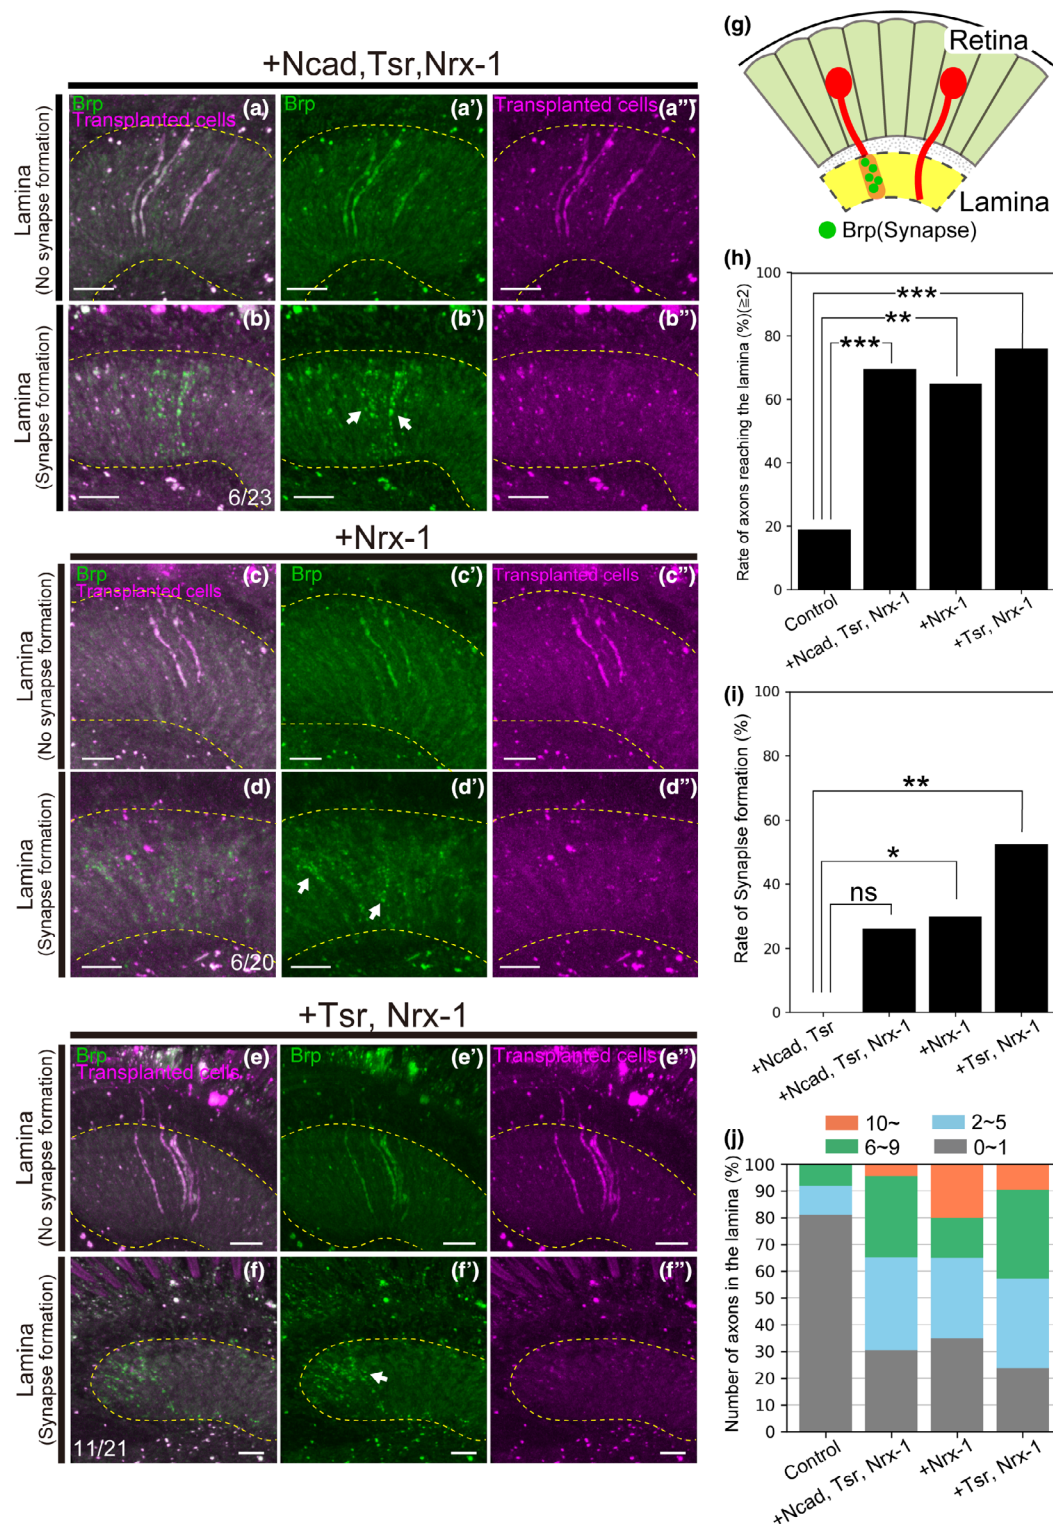 +Ncad,Tsr,Nrx-1
Lamina
(No synapse formation)
Brp
Transplanted cells
(a)
Brp
(a’)
Transplanted cells
(a”)
Lamina
(Synapse formation)
(b)
6/23
(b’)
(b”)
+Nrx-1
Lamina
(No synapse formation)
Brp
Transplanted cells
(c)
Brp
(c’)
Transplanted cells
(c”)
Lamina
(Synapse formation)
(d)
6/20
(d’)
(d”)
+Tsr, Nrx-1
Lamina
(No synapse formation)
Brp
Transplanted cells
(e)
Brp
(e’)
Transplanted cells
(e”)
Lamina
(Synapse formation)
(f)
11/21
(f’)
(f”)
(g)
Retina
Lamina
Brp(Synapse)
(h)
Rate of axons reaching the lamina (%)(≧2)
100
80
60
40
20
0
***
**
***
Control
+Ncad, Tsr, Nrx-1
+Nrx-1
+Tsr, Nrx-1
(i)
Rate of Synaplse formation (%)
100
80
60
40
20
0
**
*
ns
+Ncad, Tsr
+Ncad, Tsr, Nrx-1
+Nrx-1
+Tsr, Nrx-1
(j)
10~ 2~5
6~9 0~1
Number of axons in the lamina (%)
100
90
80
70
60
50
40
30
20
10
0
Control
+Ncad, Tsr, Nrx-1
+Nrx-1
+Tsr, Nrx-1